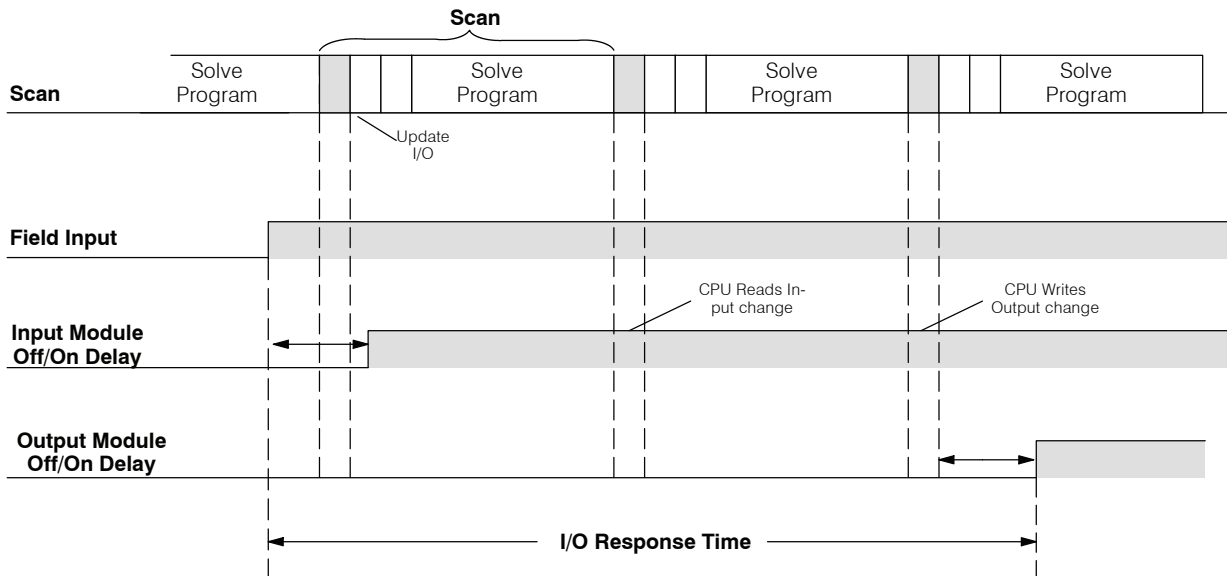 Scan
Scan
Solve
Program
Solve
Program
Solve
Program
Solve
Program
Update
I/O
Field Input
CPU Reads In-
put change
CPU Writes
Output change
Input Module
Off/On Delay
Output Module
Off/On Delay
I/O Response Time